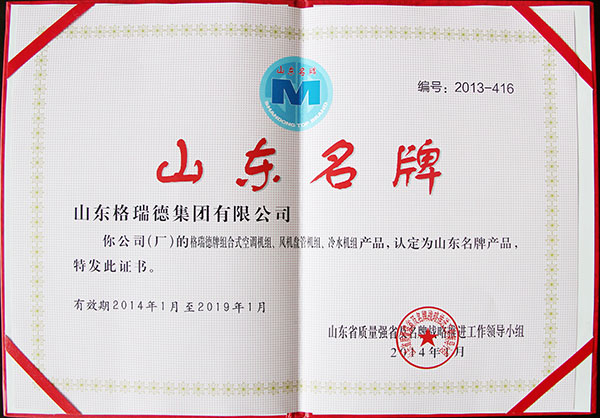 山东名牌
M
SHANDONG TOP BRAND
编号：2013-416
山东名牌
山东格瑞德集团有限公司
你公司(厂)的格瑞德牌组合式空调机组、风机盘管机组、冷水机组产品，认定为山东名牌产品，
特发此证书。
有效期2014年1月至2019年1月
山东省质量强省及名牌战略推进工作领导小组
2014年1月